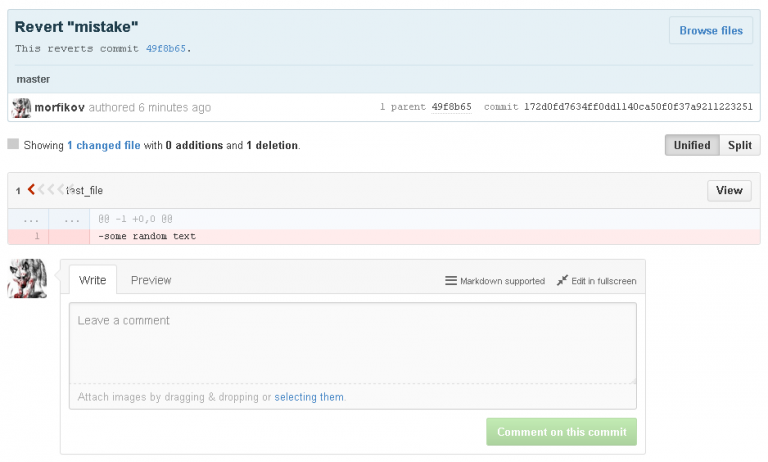 Revert "mistake"
Browse files
This reverts commit 49f8b65.
master
morfikov authored 6 minutes ago 1 parent 49f8b65 commit 172d0fd7634ff0dd1140ca50f0f37a9211223251
Showing 1 changed file with 0 additions and 1 deletion.
Unified Split
1 test_file View
... ... @@ -1 +0,0 @@
1 -some random text
Write Preview Markdown supported Edit in fullscreen
Leave a comment
Attach images by dragging & dropping or selecting them.
Comment on this commit